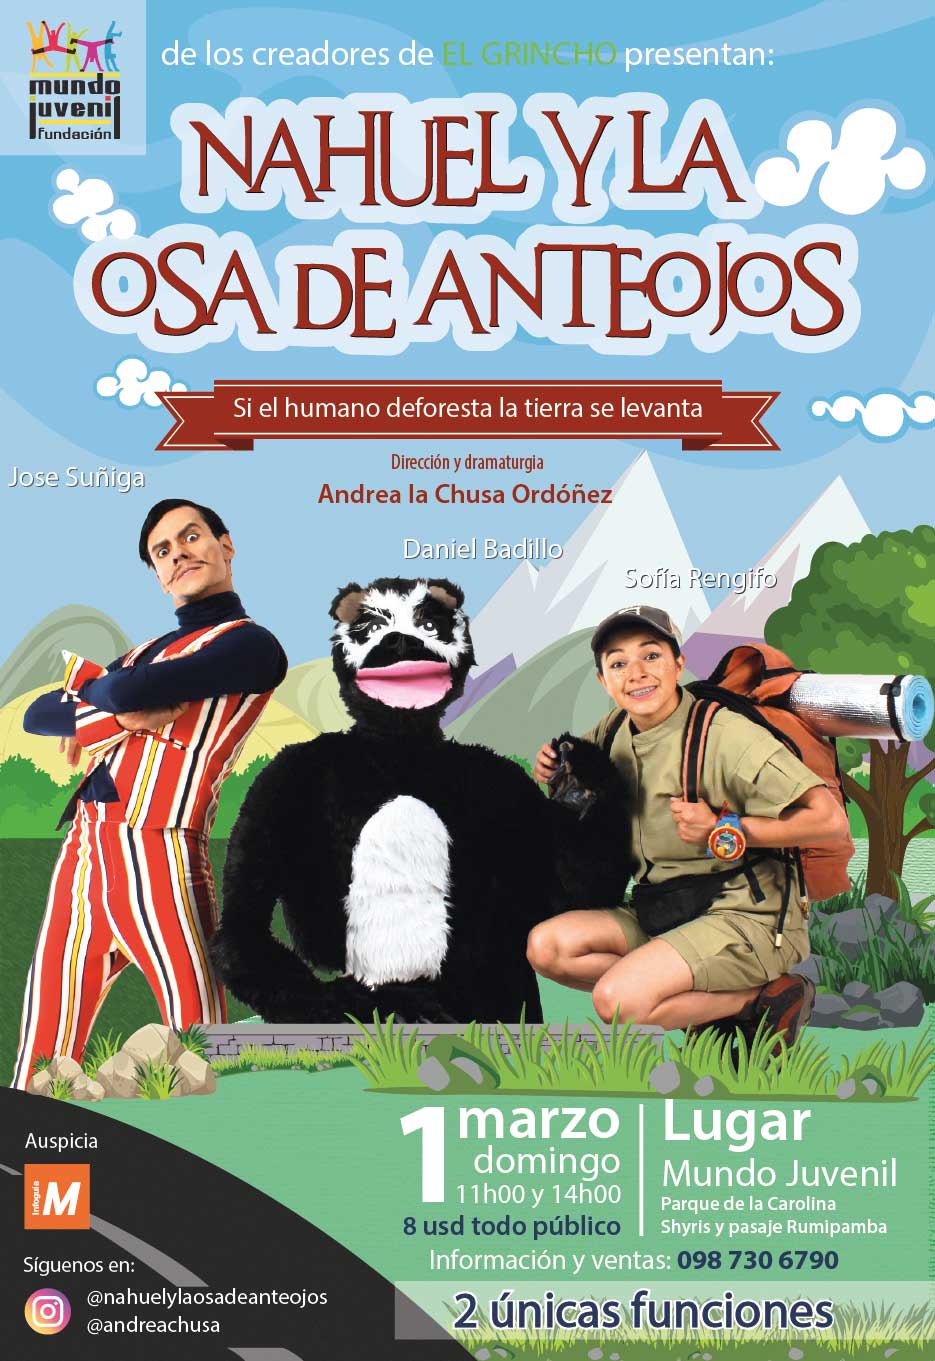 mundo
juvenil
fundación
de los creadores de EL GRINCHO presentan:
NAHUEL Y LA
OSA DE ANTEOJOS
Si el humano deforesta la tierra se levanta
Dirección y dramaturgia
Andrea la Chusa Ordóñez
Jose Suñiga
Daniel Badillo
Sofía Rengifo
1 marzo
domingo
11h00 y 14h00
8 usd todo público
Lugar
Mundo Juvenil
Parque de la Carolina
Shyris y pasaje Rumipamba
Información y ventas: 098 730 6790
2 únicas funciones
Auspicia
Infoguía M
Síguenos en:
@nahuelylaosadeanteojos
@andreachusa